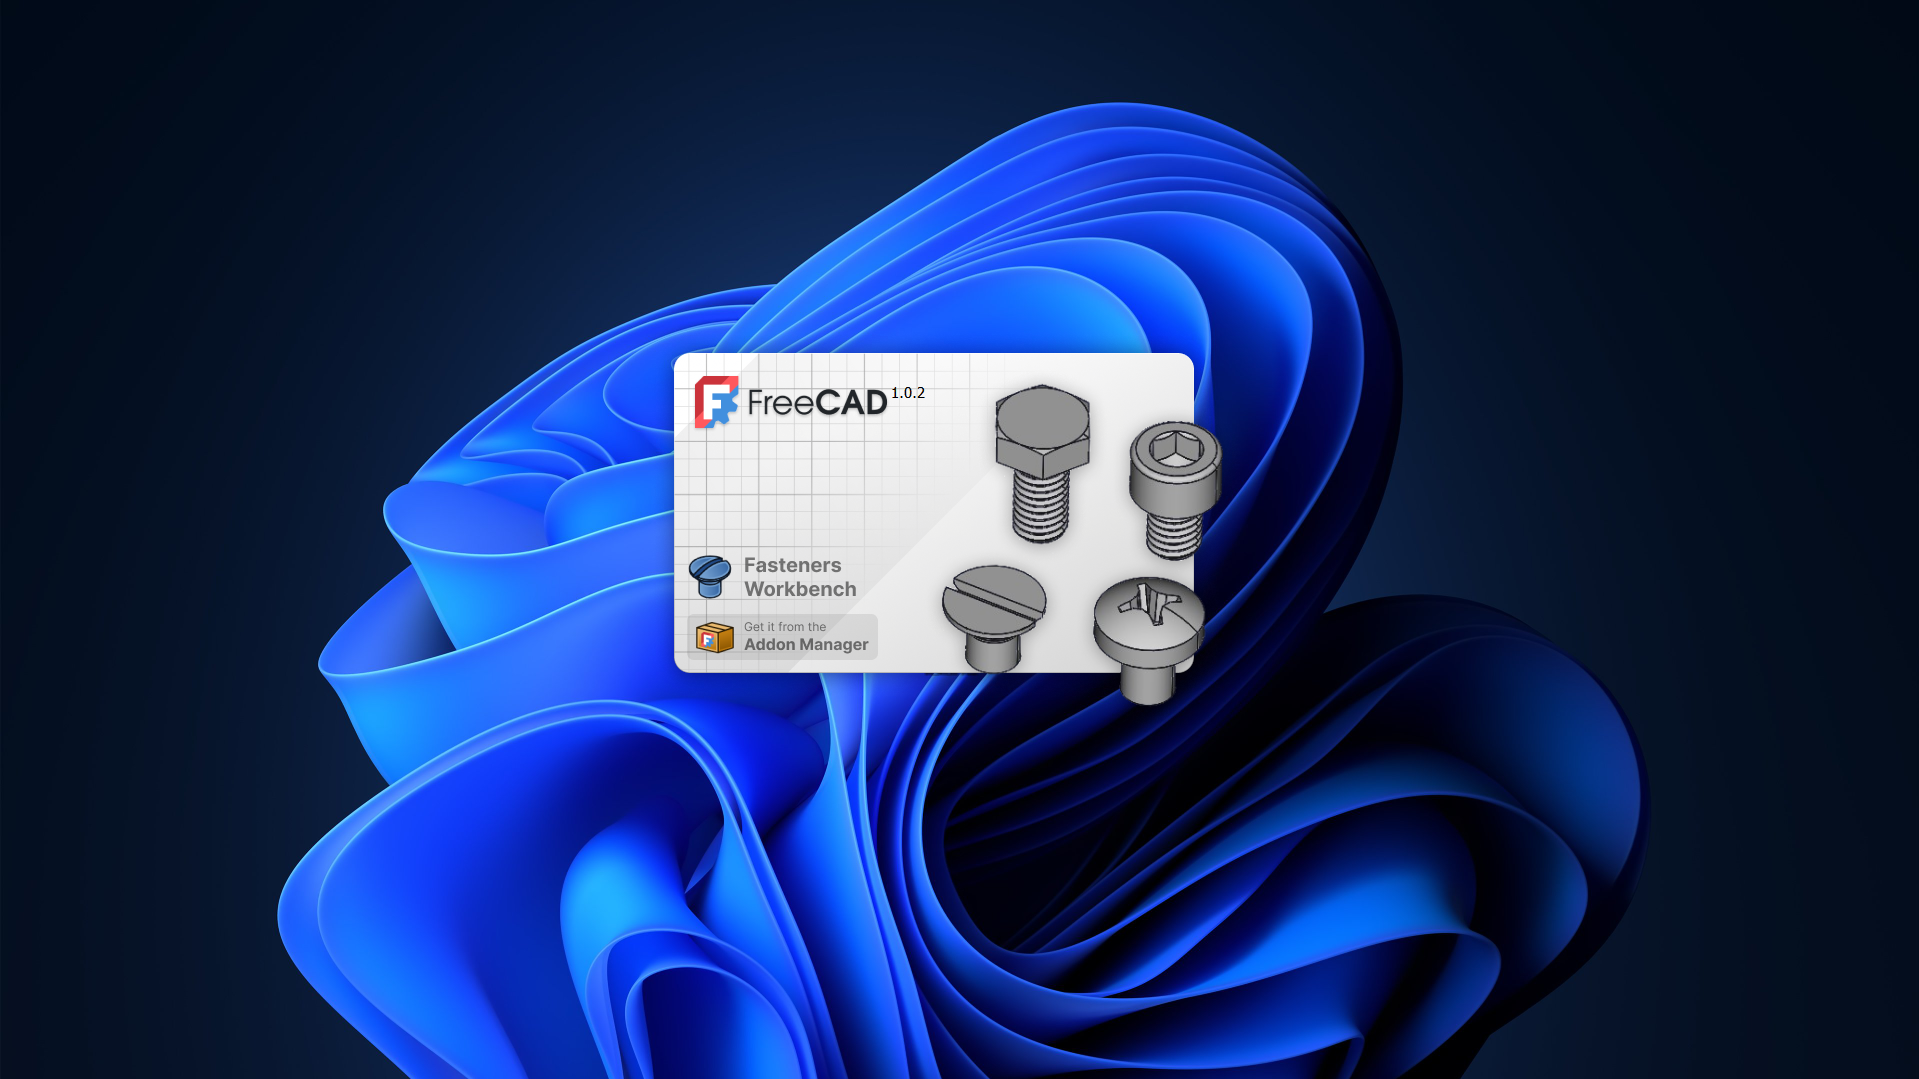 FreeCAD 1.0.2
Fasteners
Workbench
Get it from the
Addon Manager